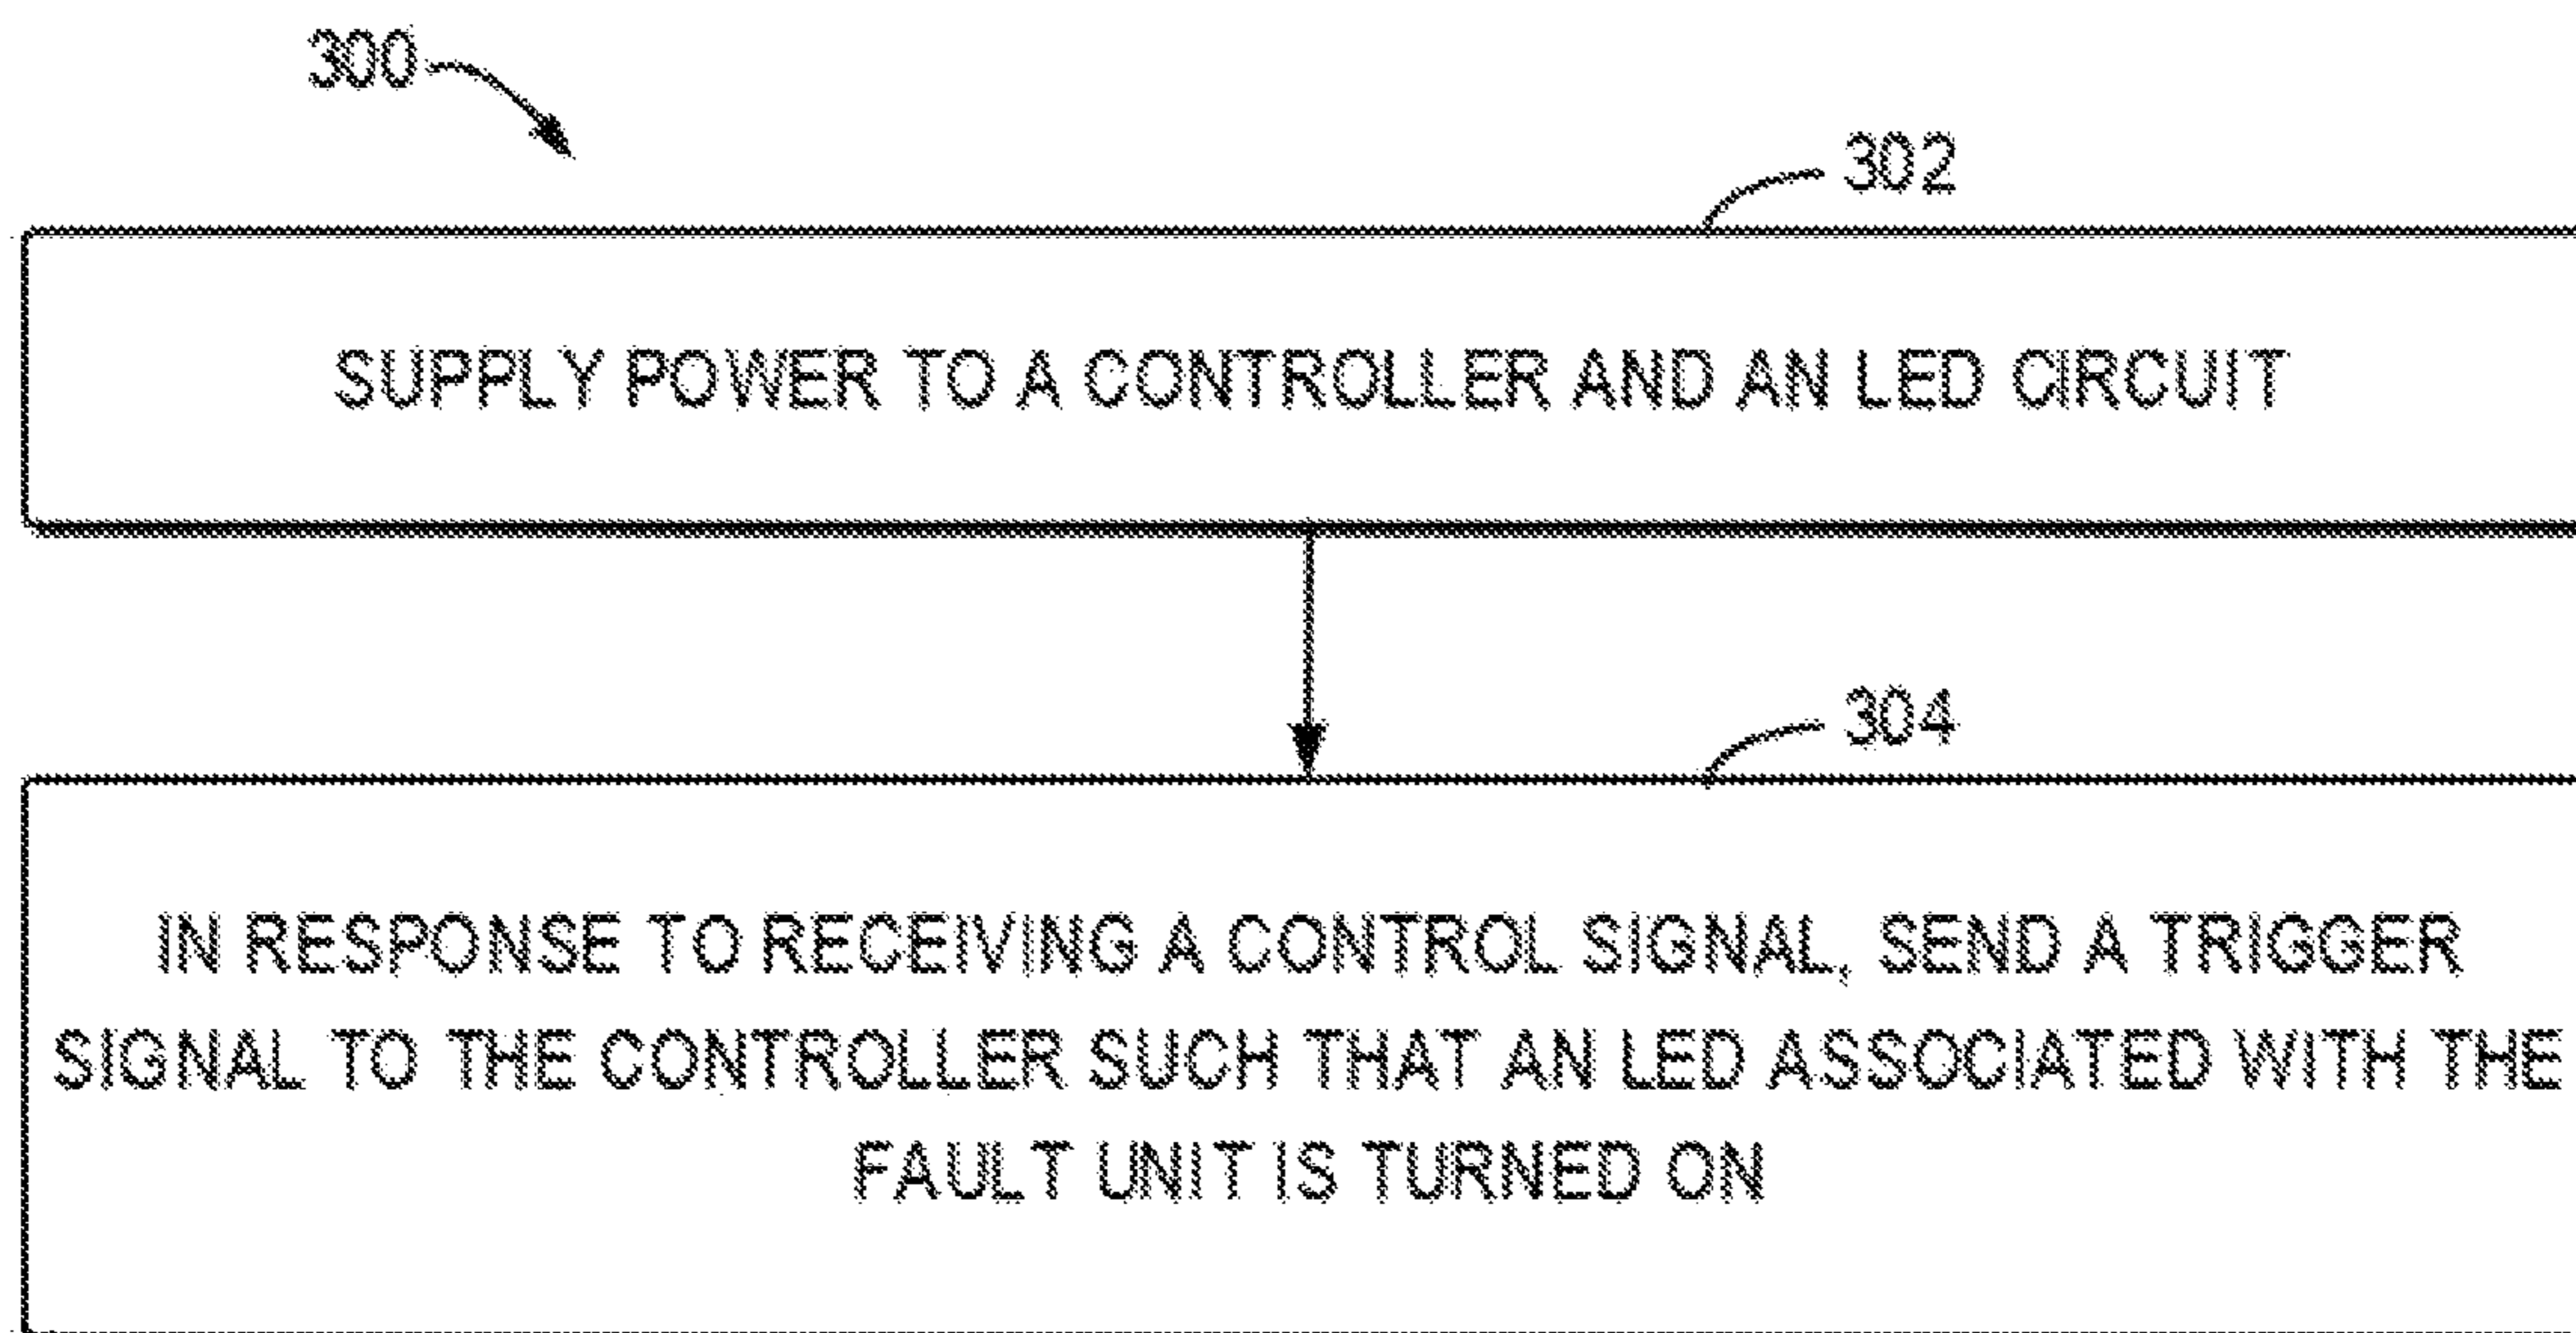 300
302
SUPPLY POWER TO A CONTROLLER AND AN LED CIRCUIT
304
IN RESPONSE TO RECEIVING A CONTROL SIGNAL, SEND A TRIGGER
SIGNAL TO THE CONTROLLER SUCH THAT AN LED ASSOCIATED WITH THE
FAULT UNIT IS TURNED ON